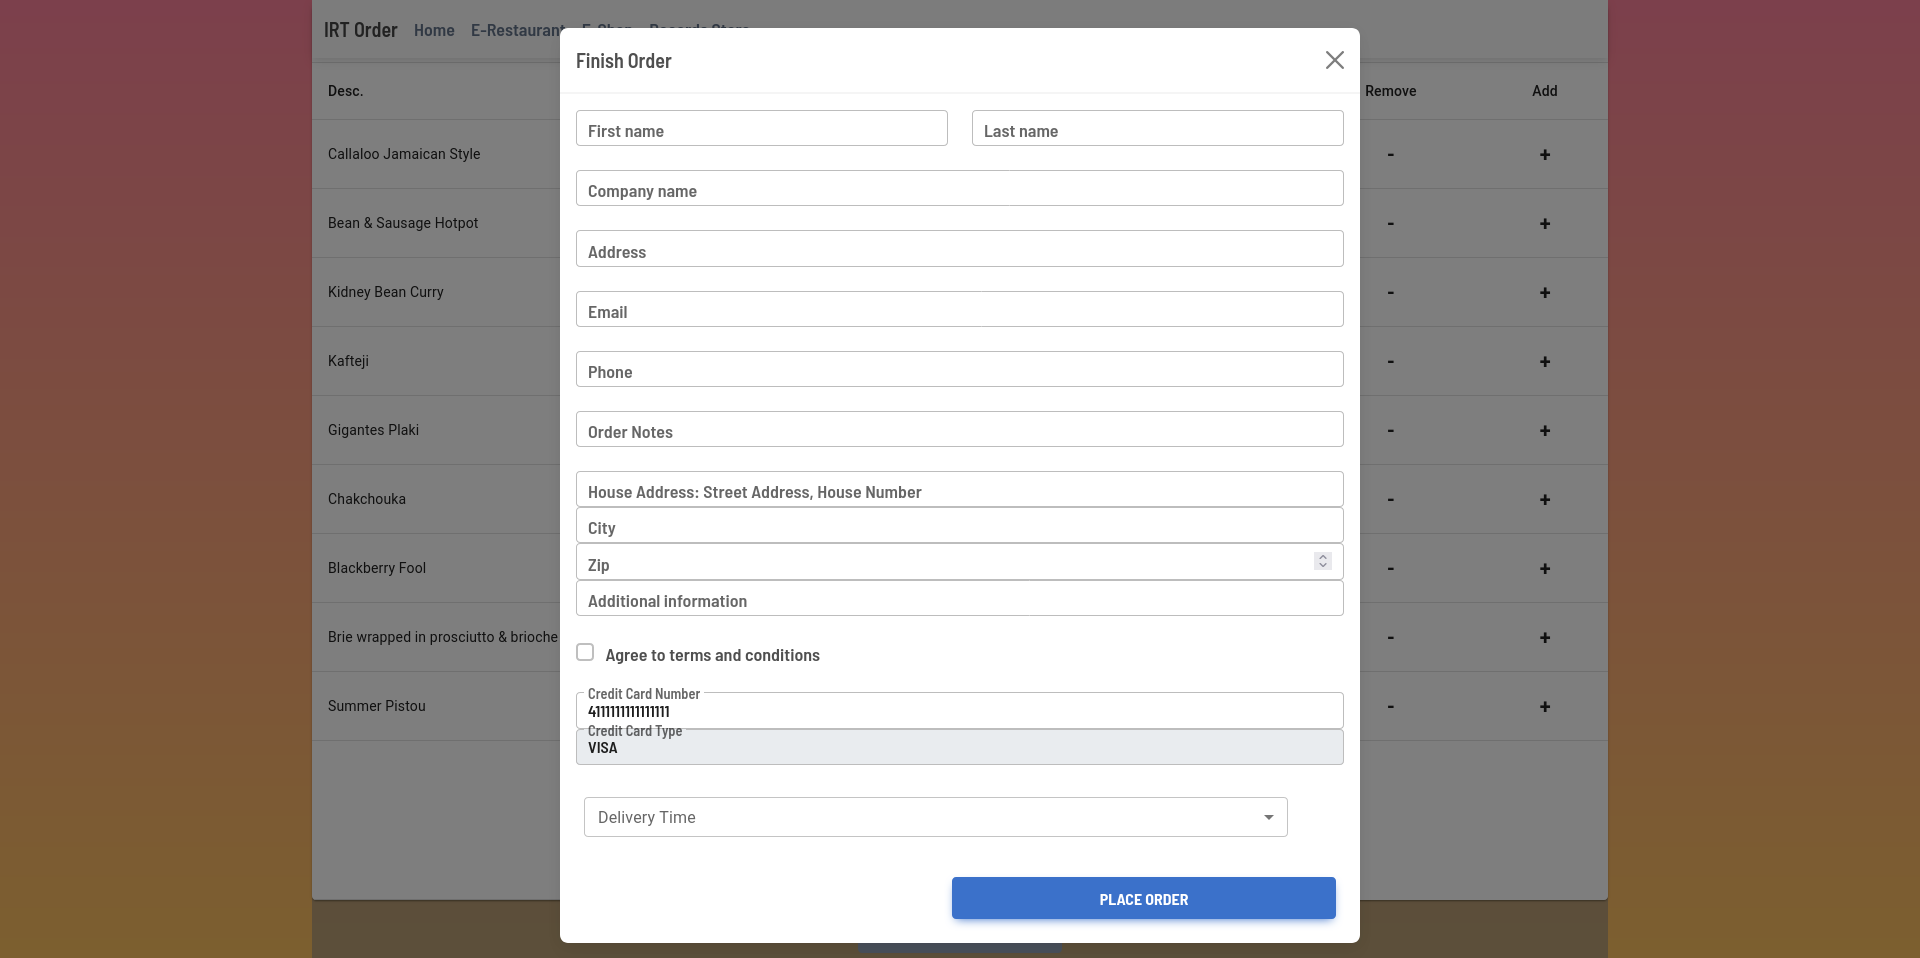 IRT Order Home E-Restaurant E-Shop Records Store
Finish Order
Desc. Remove Add
First name Last name
Callaloo Jamaican Style - +
Company name
Bean & Sausage Hotpot - +
Address
Kidney Bean Curry - +
Email
Kafteji - +
Phone
Gigantes Plaki - +
Order Notes
Chakchouka - +
House Address: Street Address, House Number
City
Blackberry Fool - +
Zip
Additional information
Brie wrapped in prosciutto & brioche - +
Agree to terms and conditions
Summer Pistou - +
Credit Card Number
4111111111111111
Credit Card Type
VISA
Delivery Time
PLACE ORDER